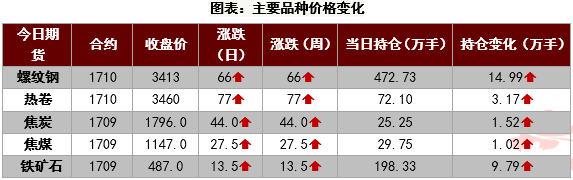 图表：主要品种价格变化
今日期货 合约 收盘价 涨跌（日） 涨跌（周） 当日持仓（万手） 持仓变化（万手）
螺纹钢 1710 3413 66 66 472.73 14.99
热卷 1710 3460 77 77 72.10 3.17
焦炭 1709 1796.0 44.0 44.0 25.25 1.52
焦煤 1709 1147.0 27.5 27.5 29.75 1.02
铁矿石 1709 487.0 13.5 13.5 198.33 9.79